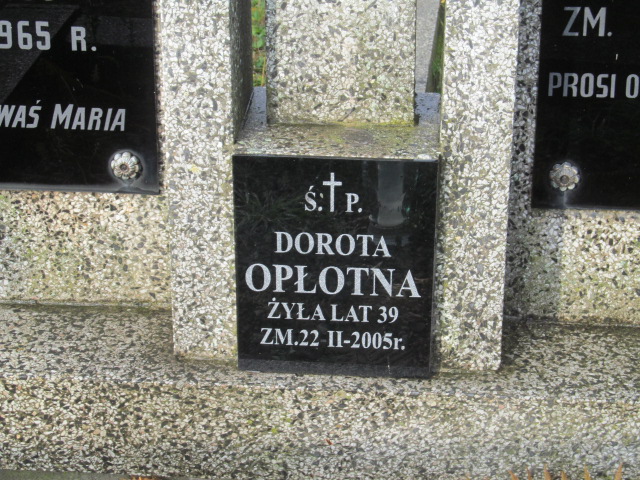 965 R.
WAŚ MARIA
Ś. P.
DOROTA
OPŁOTNA
ŻYŁA LAT 39
ZM.22 II-2005r.
ZM.
PROSI O